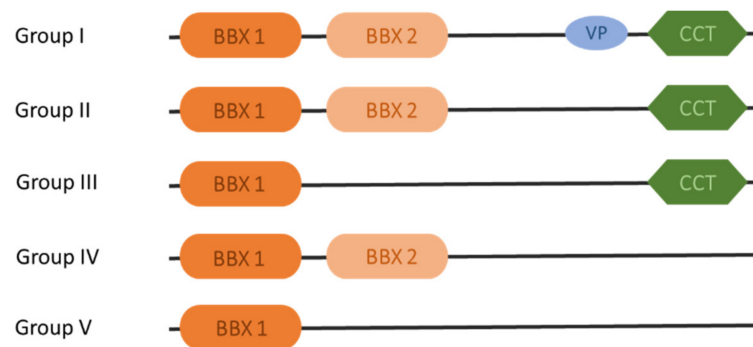 Group I BBX 1 BBX 2 VP CCT
Group II BBX 1 BBX 2 CCT
Group III BBX 1 CCT
Group IV BBX 1 BBX 2
Group V BBX 1